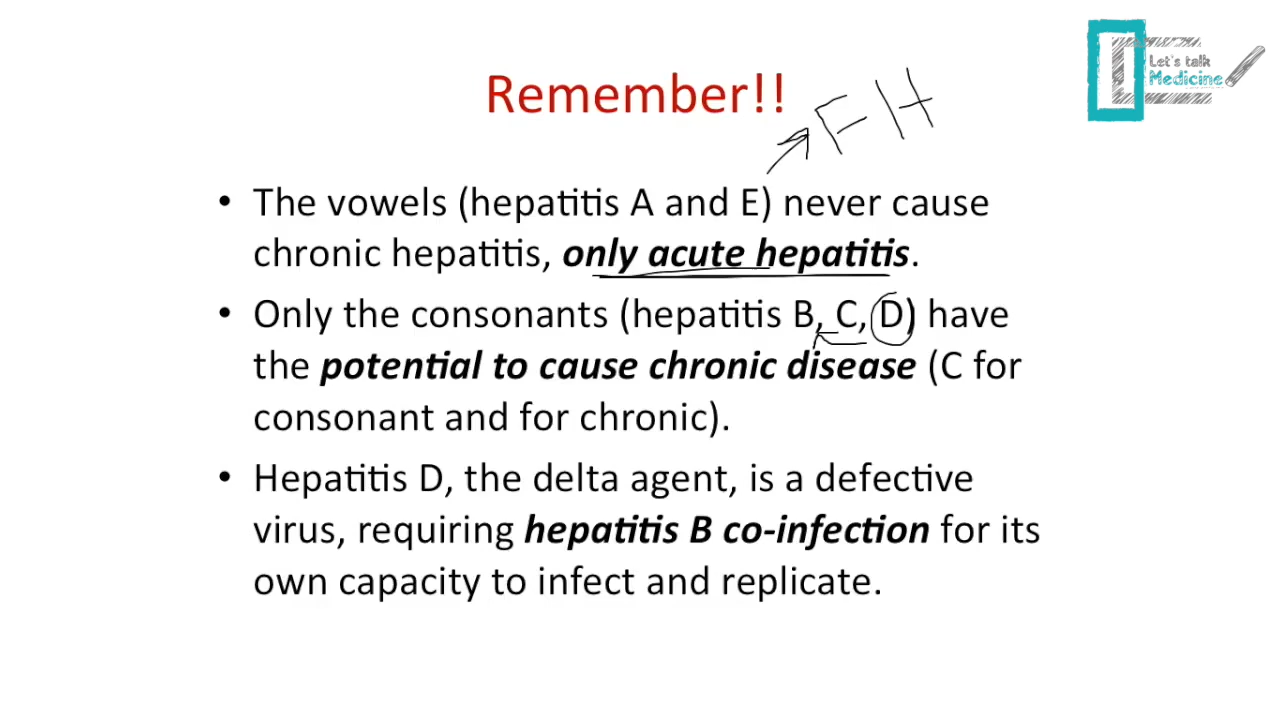 Let's talk
Medicine
Remember!!
FH
• The vowels (hepatitis A and E) never cause
chronic hepatitis, only acute hepatitis.
• Only the consonants (hepatitis B, C, D) have
the potential to cause chronic disease (C for
consonant and for chronic).
• Hepatitis D, the delta agent, is a defective
virus, requiring hepatitis B co-infection for its
own capacity to infect and replicate.